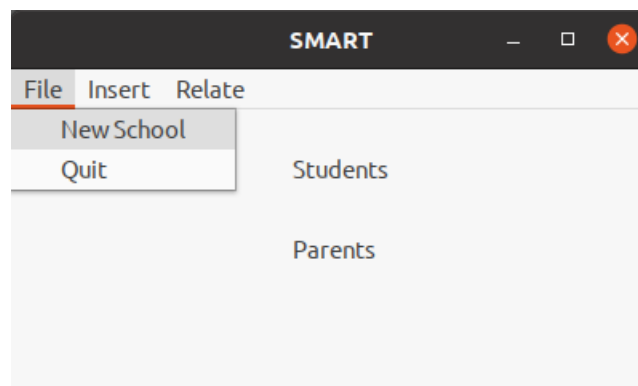 SMART
File Insert Relate
New School
Quit
Students
Parents